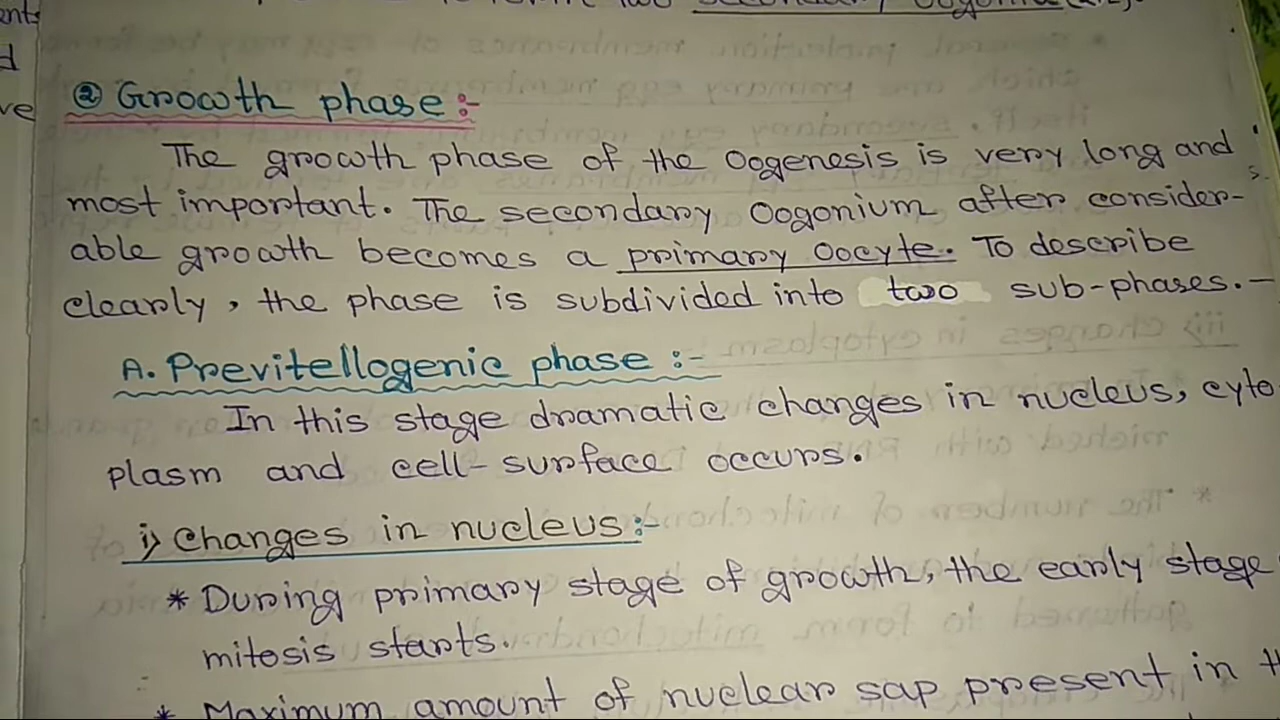 ② Growth phase :-
The growth phase of the Oogenesis is very long and
most important. The secondary Oogonium after consider-
able growth becomes a primary Oocyte. To describe
clearly, the phase is subdivided into two sub-phases. —
A. Previtellogenic phase :-
In this stage dramatic changes in nucleus, cyto
plasm and cell-surface occurs.
i) Changes in nucleus :-
* During primary stage of growth, the early stage
mitosis starts.
* Maximum amount of nuclear sap present in